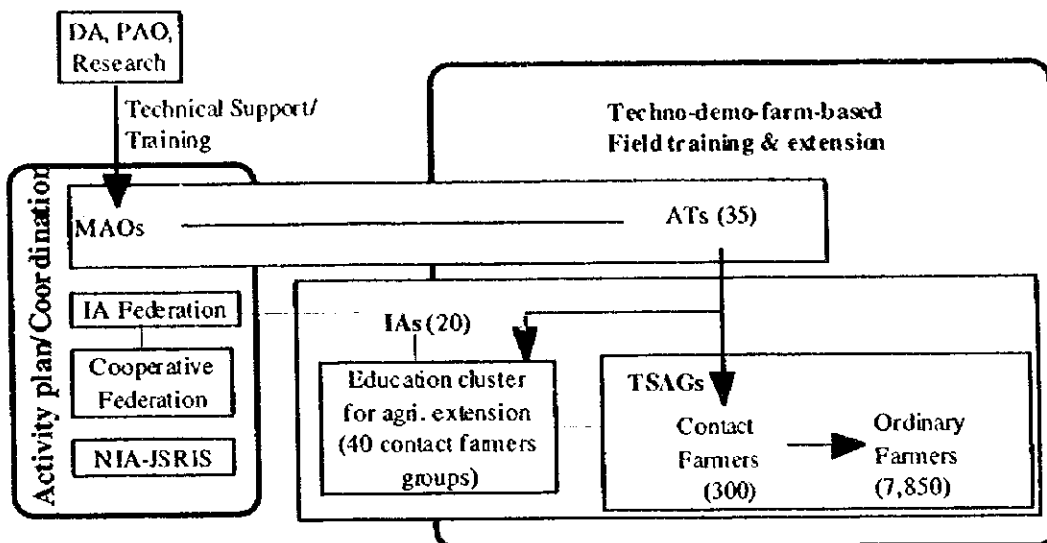 DA, PAO,
Research
Technical Support/
Training
Techno-demo-farm-based
Field training & extension
Activity plan/Coordination
MAOs
ATs (35)
IA Federation
IAs (20)
Cooperative
Federation
NIA-JSRIS
Education cluster
for agri. extension
(40 contact farmers
groups)
TSAGs
Contact
Farmers
(300)
Ordinary
Farmers
(7,850)